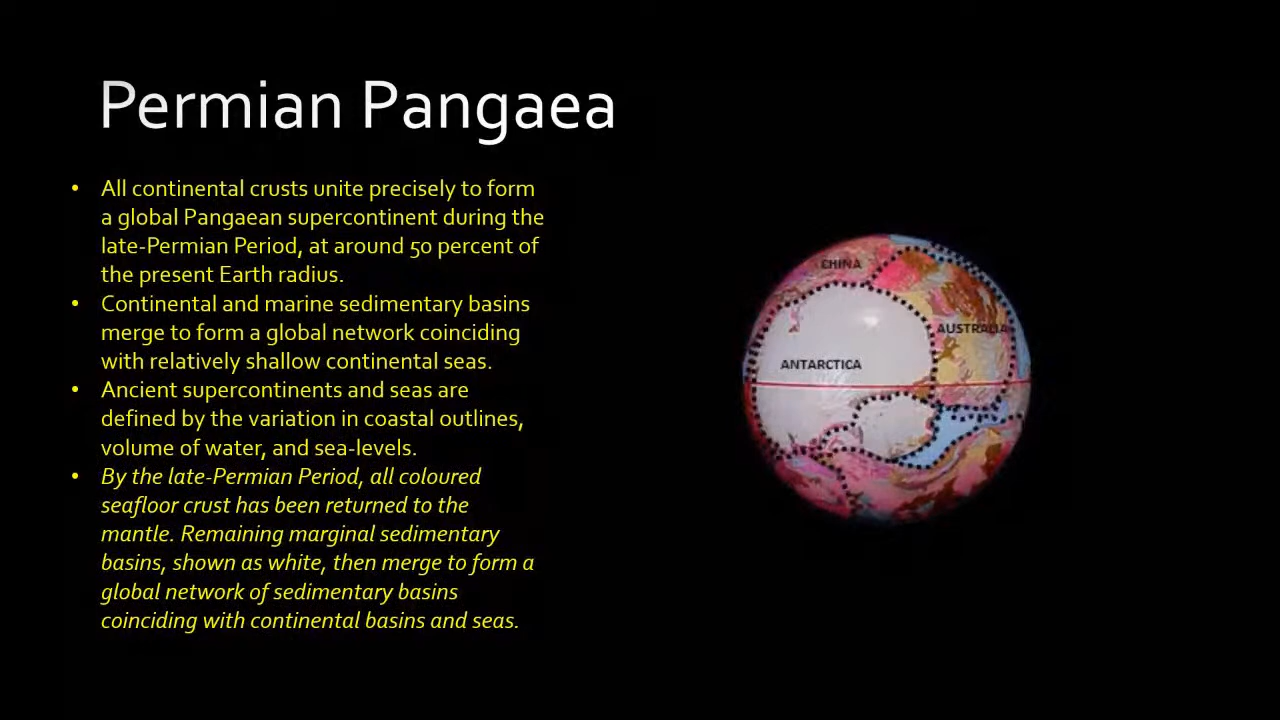 Permian Pangaea
• All continental crusts unite precisely to form
a global Pangaean supercontinent during the
late-Permian Period, at around 50 percent of
the present Earth radius.
• Continental and marine sedimentary basins
merge to form a global network coinciding
with relatively shallow continental seas.
• Ancient supercontinents and seas are
defined by the variation in coastal outlines,
volume of water, and sea-levels.
• By the late-Permian Period, all coloured
seafloor crust has been returned to the
mantle. Remaining marginal sedimentary
basins, shown as white, then merge to form a
global network of sedimentary basins
coinciding with continental basins and seas.
CHINA
AUSTRALIA
ANTARCTICA